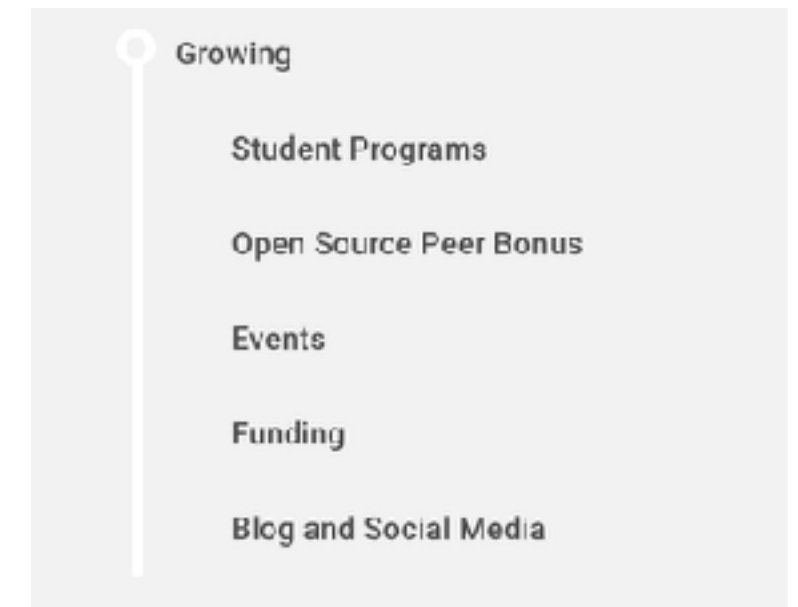 Growing
Student Programs
Open Source Peer Bonus
Events
Funding
Blog and Social Media